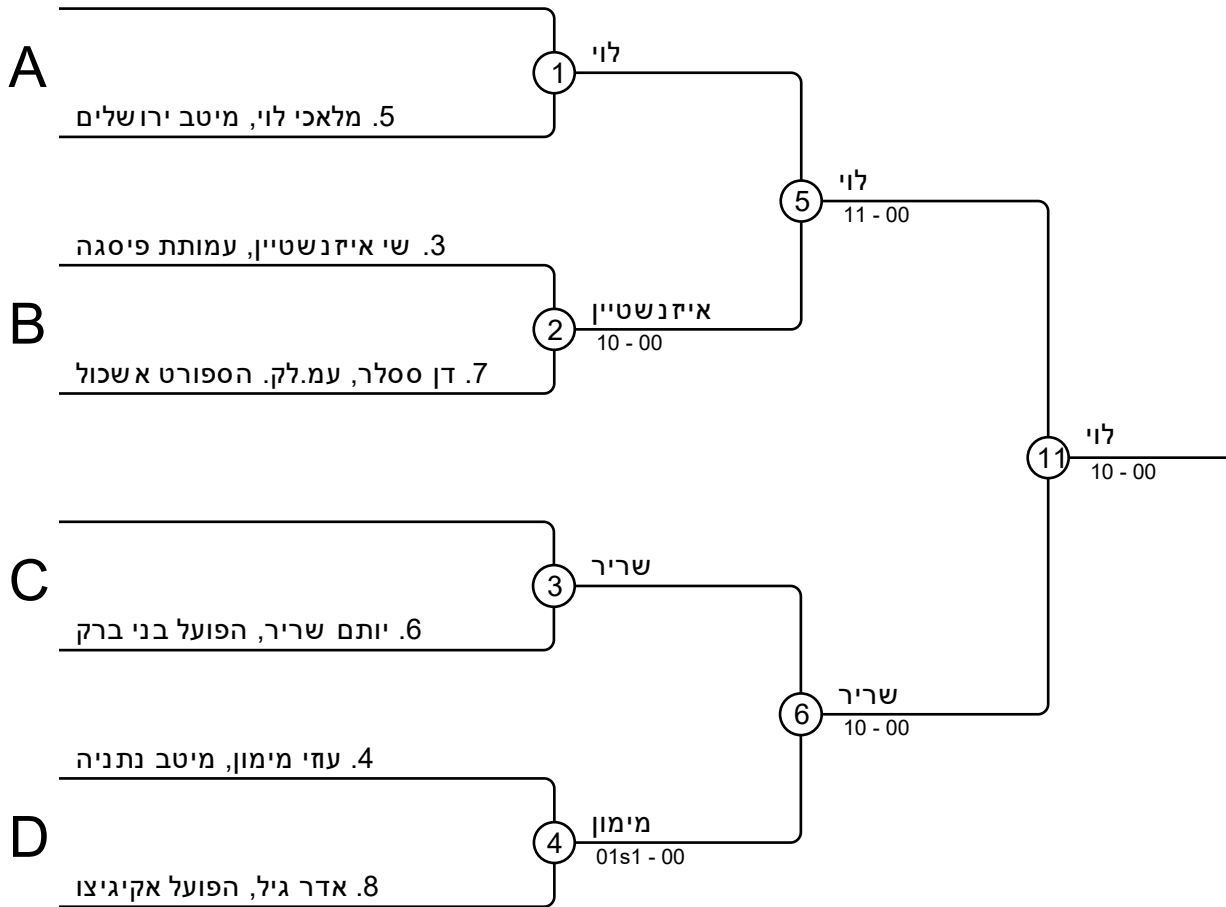 A
1
לוי
5. מלאכי לוי, מיטב ירושלים
5
לוי
11 - 00
3. שי אייזנשטיין, עמותת פיסגה
B
2
אייזנשטיין
10 - 00
7. דן ססלר, עמ.לק. הספורט אשכול
11
לוי
10 - 00
C
3
שריר
6. יותם שריר, הפועל בני ברק
6
שריר
10 - 00
4. עוזי מימון, מיטב נתניה
D
4
מימון
01s1 - 00
8. אדר גיל, הפועל אקיגיצו